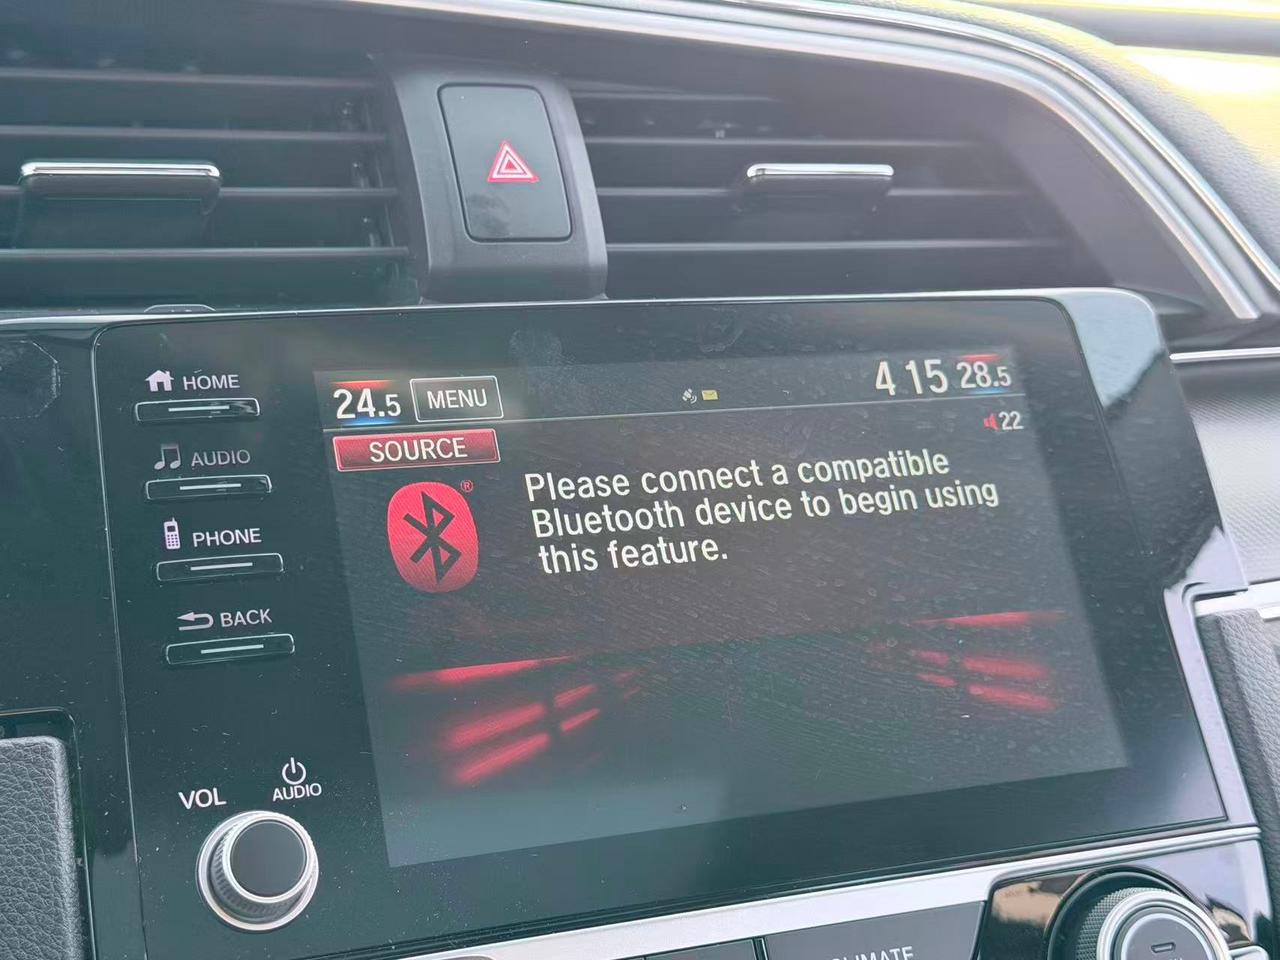 HOME
AUDIO
PHONE
BACK
VOL
AUDIO
24.5
MENU
4 15
28.5
22
SOURCE
®
Please connect a compatible
Bluetooth device to begin using
this feature.
CLIMATE